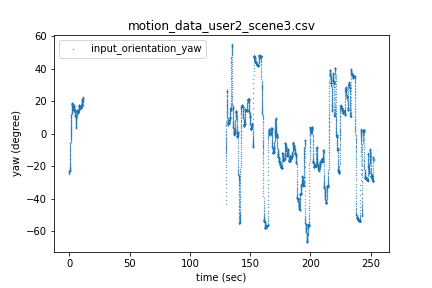 motion_data_user2_scene3.csv
input_orientation_yaw
60
40
20
0
−20
−40
−60
yaw (degree)
0 50 100 150 200 250
time (sec)